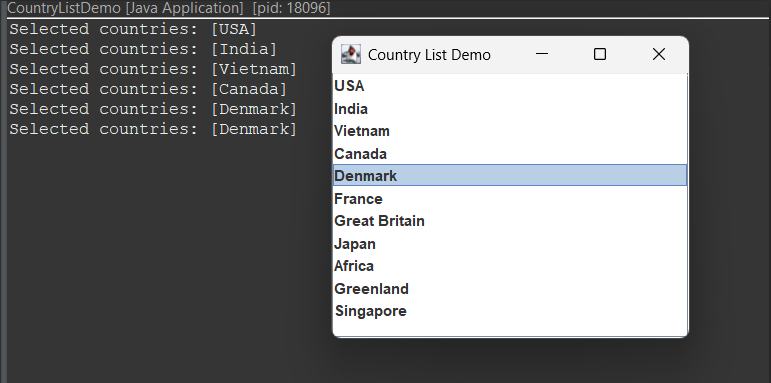 CountryListDemo [Java Application] [pid: 18096]
Selected countries: [USA]
Selected countries: [India]
Selected countries: [Vietnam]
Selected countries: [Canada]
Selected countries: [Denmark]
Selected countries: [Denmark]
Country List Demo
USA
India
Vietnam
Canada
Denmark
France
Great Britain
Japan
Africa
Greenland
Singapore